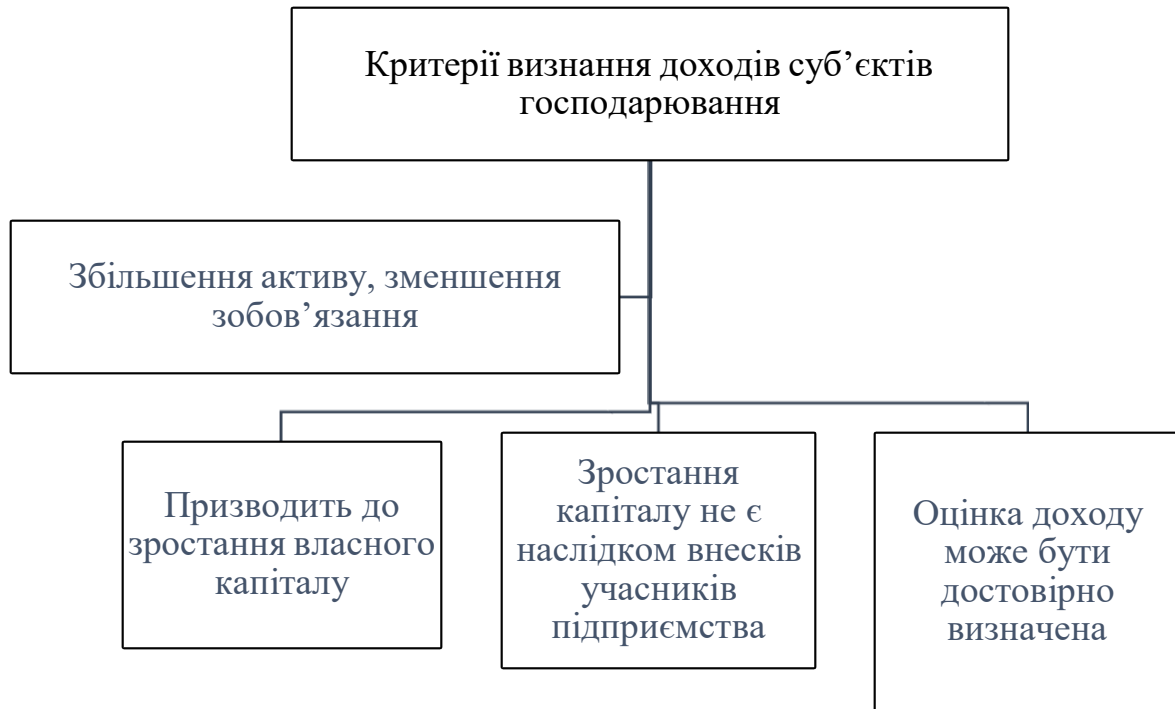 Критерії визнання доходів суб’єктів
господарювання
Збільшення активу, зменшення
зобов’язання
Призводить до
зростання власного
капіталу
Зростання
капіталу не є
наслідком внесків
учасників
підприємства
Оцінка доходу
може бути
достовірно
визначена